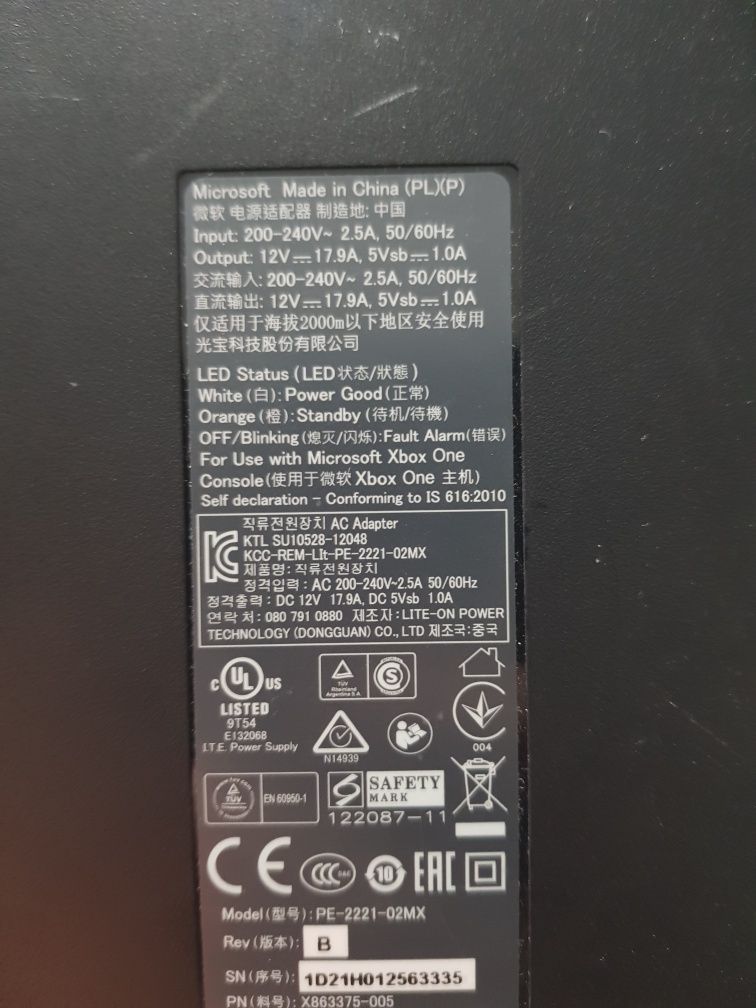 Microsoft Made in China (PL)(P)
微软 电源适配器 制造地: 中国
Input: 200-240V~ 2.5A, 50/60Hz
Output: 12V⎓17.9A, 5Vsb⎓1.0A
交流输入: 200-240V~ 2.5A, 50/60Hz
直流输出: 12V⎓17.9A, 5Vsb⎓1.0A
仅适用于海拔2000m以下地区安全使用
光宝科技股份有限公司
LED Status (LED状态/狀態)
White (白): Power Good (正常)
Orange (橙): Standby (待机/待機)
OFF/Blinking (熄灭/闪烁): Fault Alarm (错误)
For Use with Microsoft Xbox One
Console (使用于微软 Xbox One 主机)
Self declaration - Conforming to IS 616:2010
직류전원장치 AC Adapter
KTL SU10528-12048
KCC-REM-LIt-PE-2221-02MX
제품명: 직류전원장치
정격입력: AC 200-240V~2.5A 50/60Hz
정격출력: DC 12V 17.9A, DC 5Vsb 1.0A
연락처: 080 791 0880 제조자: LITE-ON POWER
TECHNOLOGY (DONGGUAN) CO., LTD 제조국: 중국
c UL US
LISTED
9T54
E132068
I.T.E. Power Supply
TÜV
Rheinland
Argentina S.A.
S
N14939
004
TÜV
EN 60950-1
SAFETY
MARK
122087-11
CE CCC 10 EAC
Model (型号): PE-2221-02MX
Rev (版本): B
SN (序号): 1D21H012563335
PN (料号): X863375-005